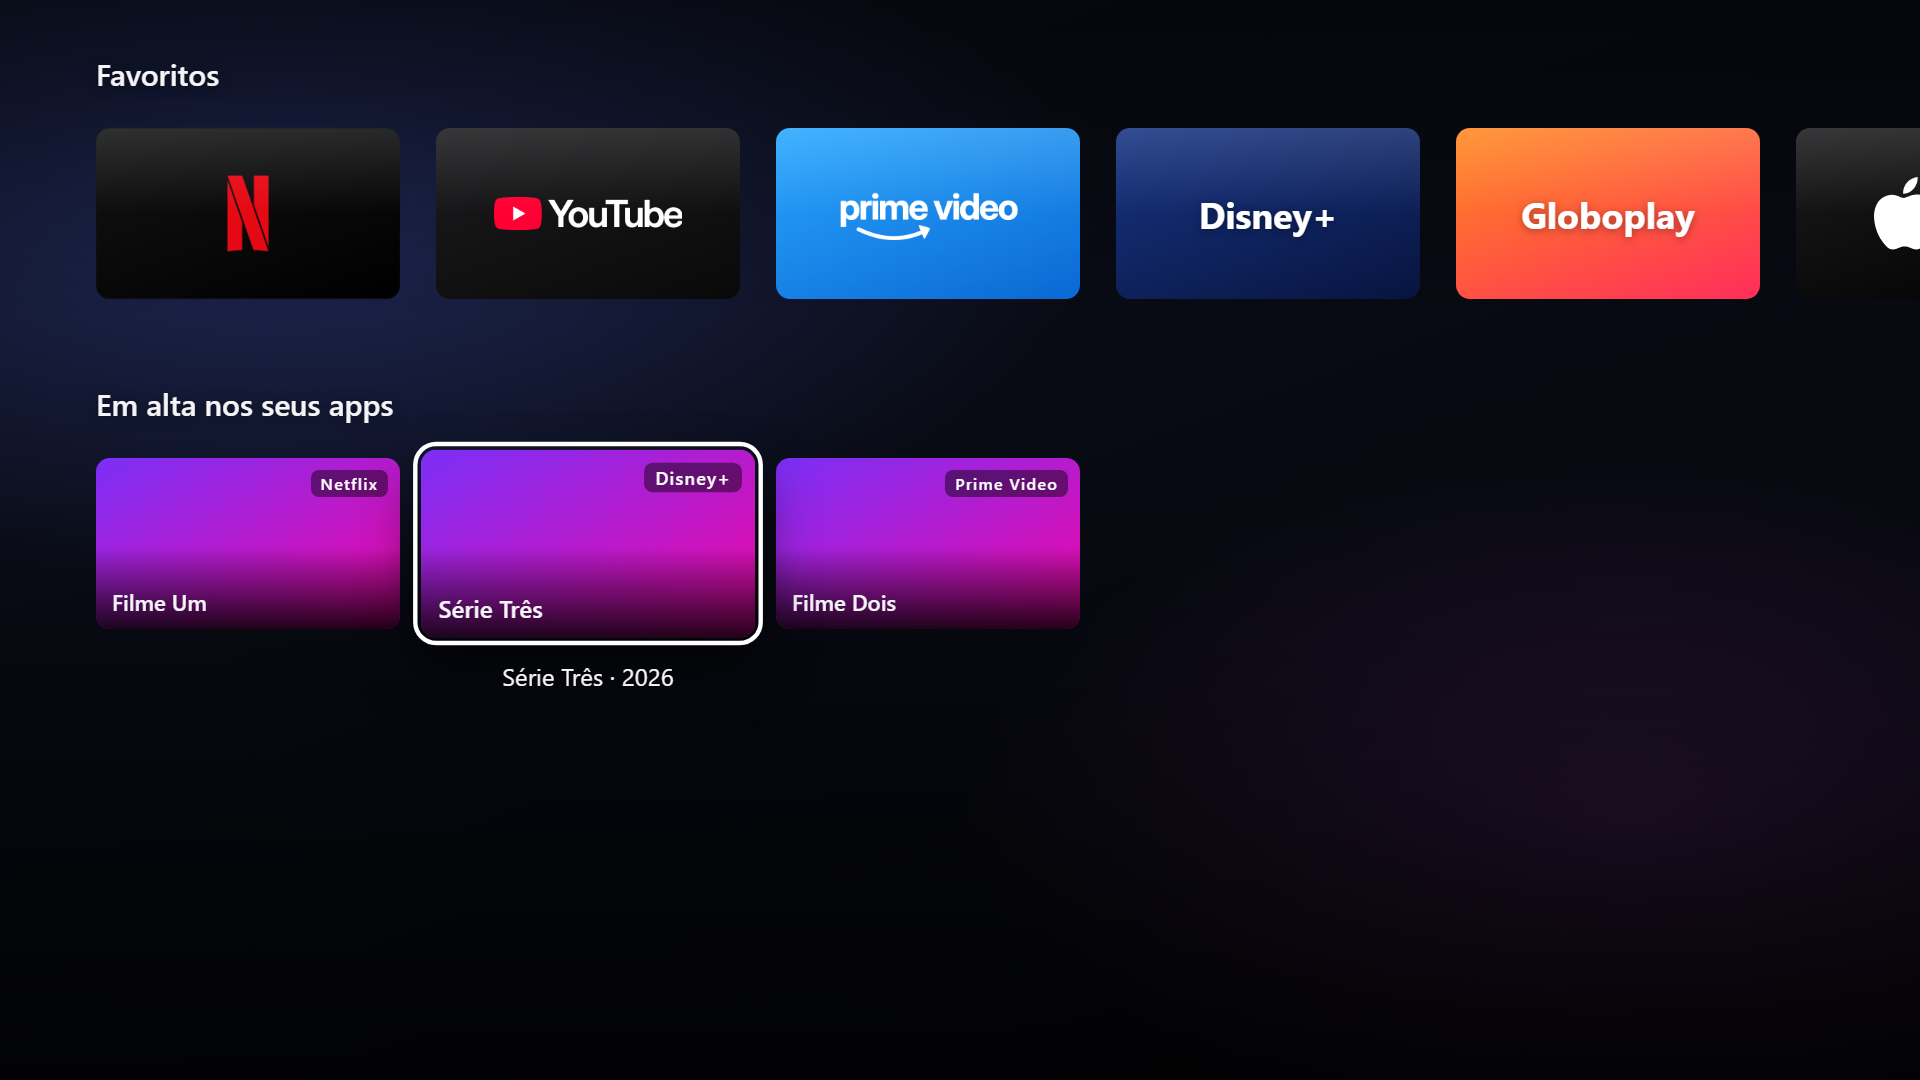 Favoritos
N
YouTube
prime video
Disney+
Globoplay
Em alta nos seus apps
Netflix
Filme Um
Disney+
Série Três
Prime Video
Filme Dois
Série Três · 2026